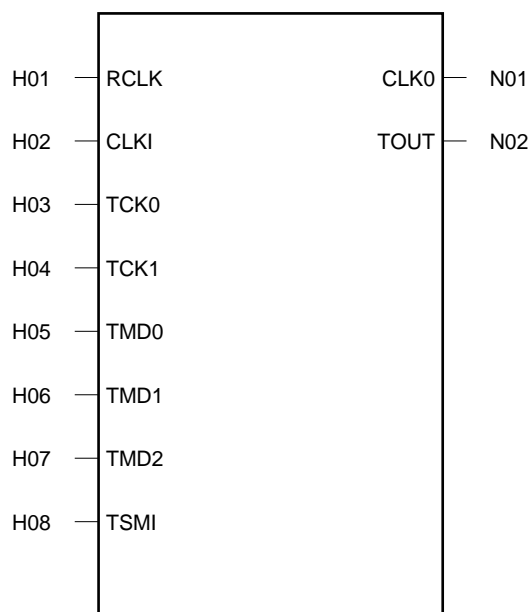 H01 RCLK CLK0 N01
H02 CLKI TOUT N02
H03 TCK0
H04 TCK1
H05 TMD0
H06 TMD1
H07 TMD2
H08 TSMI